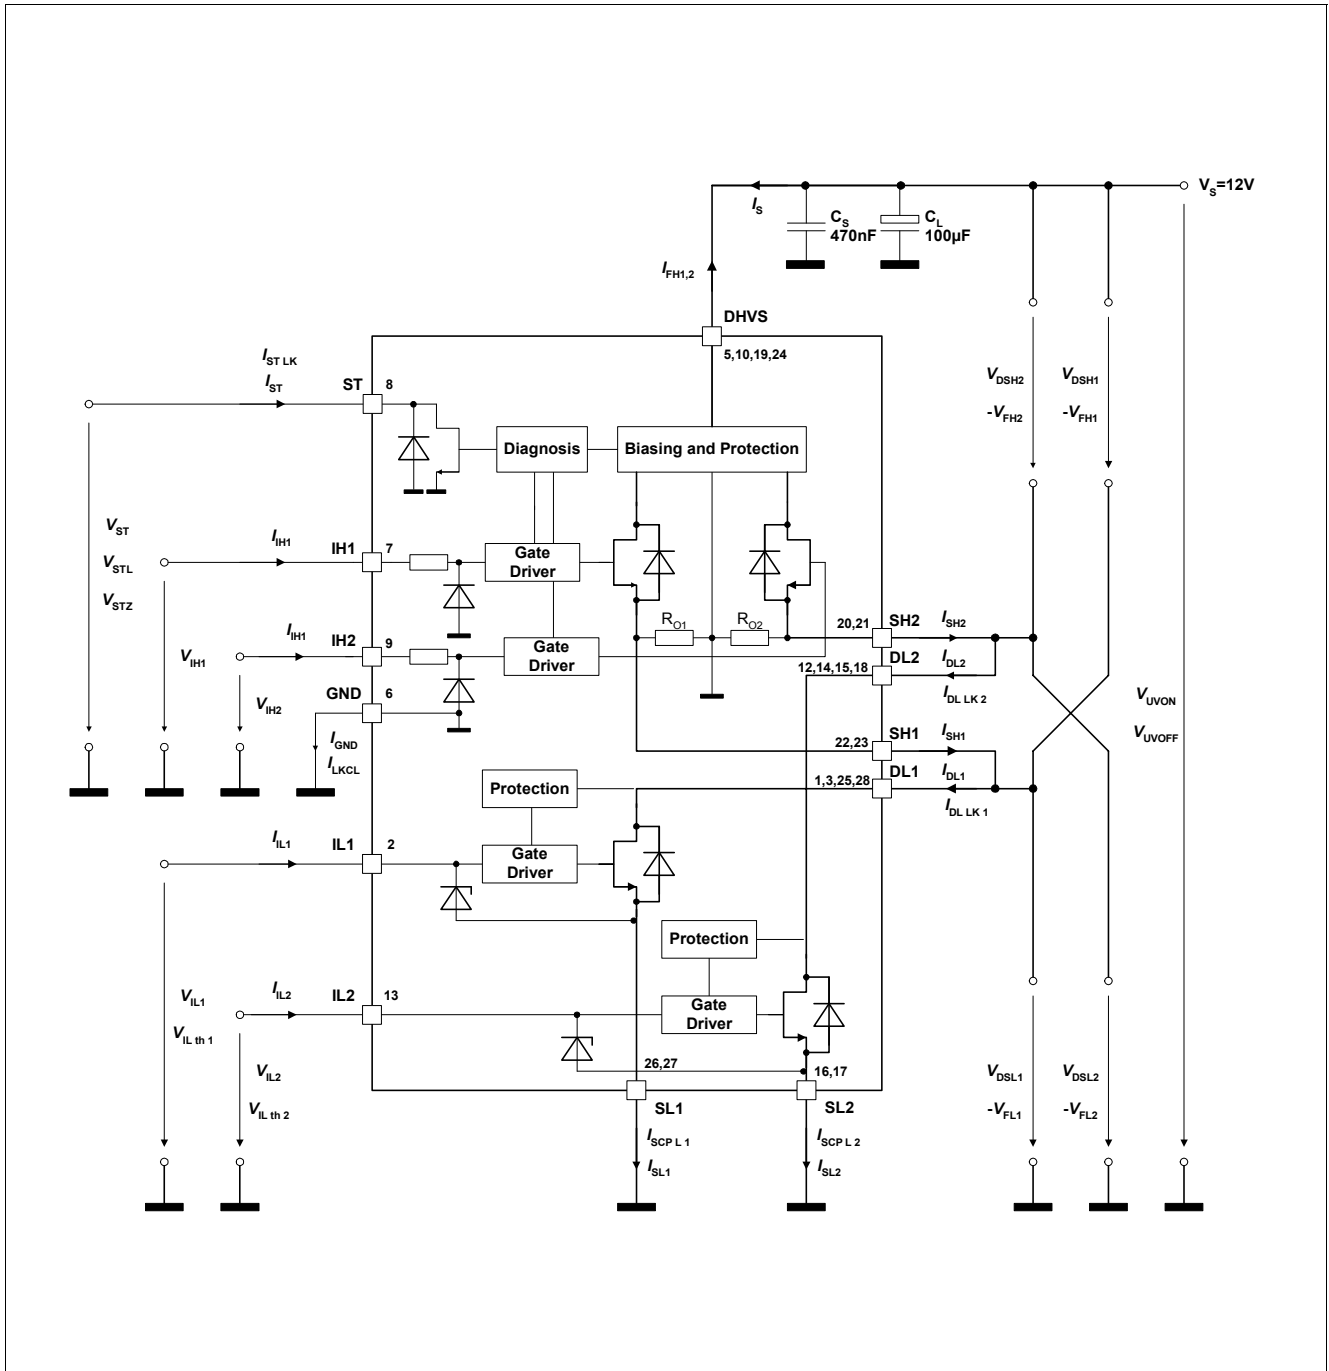 V_S=12V
I_S
C_S
470nF
C_L
100µF
I_FH1,2
DHVS
5,10,19,24
I_ST LK
I_ST
ST
8
V_DSH2
-V_FH2
V_DSH1
-V_FH1
Diagnosis
Biasing and Protection
V_ST
V_STL
V_STZ
I_IH1
IH1
7
Gate
Driver
R_O1
R_O2
20,21
SH2
I_SH2
I_IH1
IH2
9
Gate
Driver
12,14,15,18
DL2
I_DL2
I_DL LK 2
V_IH1
V_IH2
GND
6
I_GND
I_LKCL
V_UVON
V_UVOFF
22,23
SH1
I_SH1
1,3,25,28
DL1
I_DL1
I_DL LK 1
Protection
I_IL1
IL1
2
Gate
Driver
Protection
V_IL1
V_IL th 1
I_IL2
IL2
13
Gate
Driver
V_IL2
V_IL th 2
26,27
16,17
SL1
SL2
V_DSL1
-V_FL1
V_DSL2
-V_FL2
I_SCP L 1
I_SL1
I_SCP L 2
I_SL2